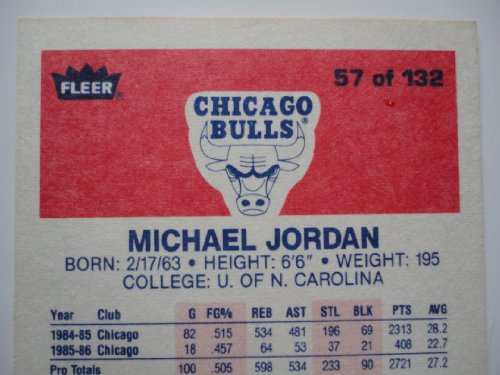 FLEER®
57 of 132
CHICAGO
BULLS®
MICHAEL JORDAN
BORN: 2/17/63 • HEIGHT: 6'6" • WEIGHT: 195
COLLEGE: U. OF N. CAROLINA
Year Club G FG% REB AST STL BLK PTS AVG
1984-85 Chicago 82 .515 534 481 196 69 2313 28.2
1985-86 Chicago 18 .457 64 53 37 21 408 22.7
Pro Totals 100 .505 598 534 233 90 2721 27.2